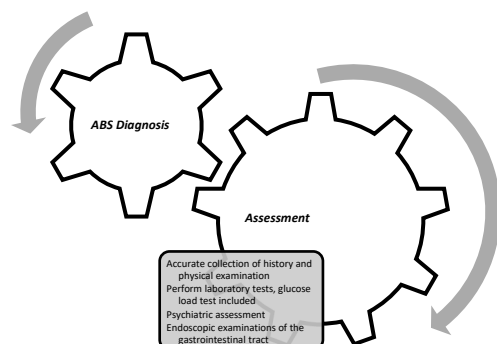 ABS Diagnosis
Assessment
Accurate collection of history and
physical examination
Perform laboratory tests, glucose
load test included
Psychiatric assessment
Endoscopic examinations of the
gastrointestinal tract